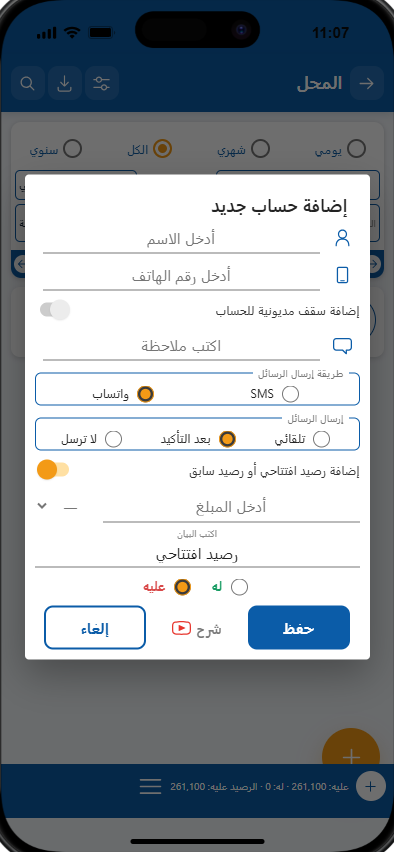 11:07
المحل
يومي شهري الكل سنوي
إضافة حساب جديد
أدخل الاسم
أدخل رقم الهاتف
إضافة سقف مديونية للحساب
اكتب ملاحظة
طريقة إرسال الرسائل
SMS واتساب
إرسال الرسائل
تلقائي بعد التأكيد لا ترسل
إضافة رصيد افتتاحي أو رصيد سابق
أدخل المبلغ —
اكتب البيان
رصيد افتتاحي
له عليه
حفظ شرح إلغاء
عليه: 261,100 · له: 0 · الرصيد عليه: 261,100